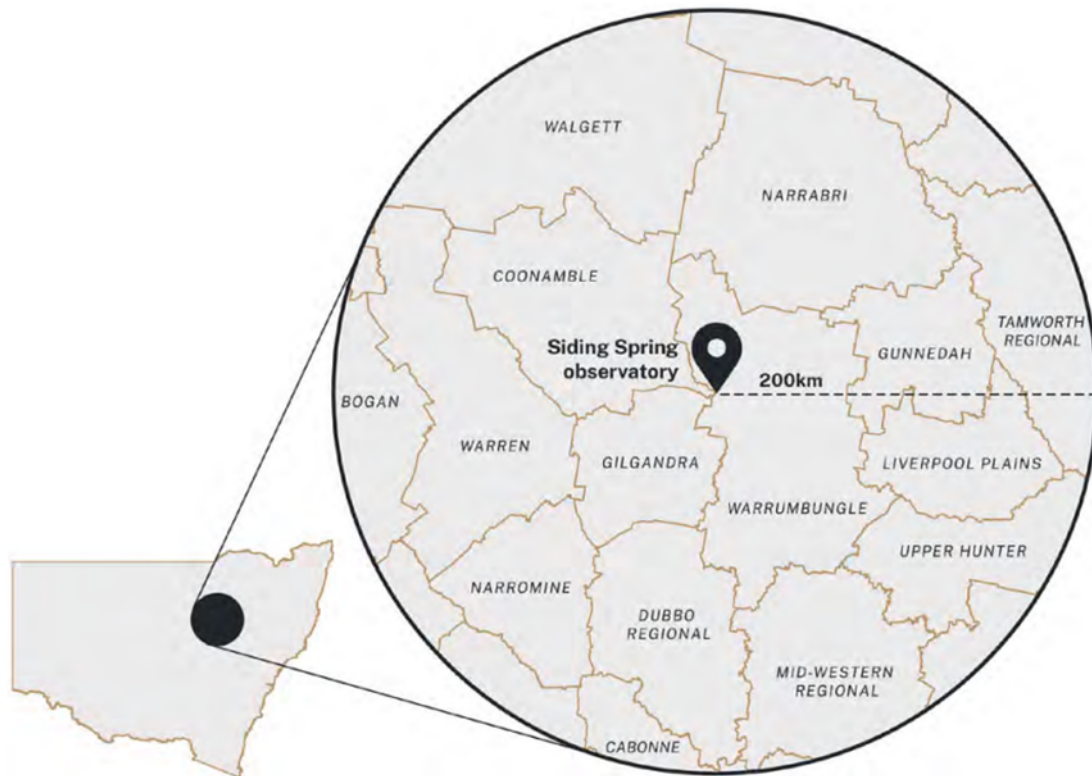 WALGETT
NARRABRI
COONAMBLE
TAMWORTH
REGIONAL
Siding Spring
observatory
GUNNEDAH
200km
BOGAN
WARREN
GILGANDRA
LIVERPOOL PLAINS
WARRUMBUNGLE
UPPER HUNTER
NARROMINE
DUBBO
REGIONAL
MID-WESTERN
REGIONAL
CABONNE